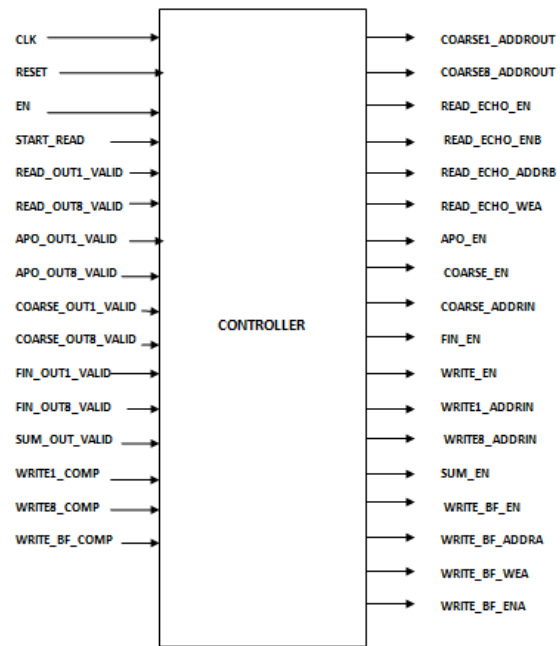 CLK
RESET
EN
START_READ
READ_OUT1_VALID
READ_OUT8_VALID
APO_OUT1_VALID
APO_OUT8_VALID
COARSE_OUT1_VALID
COARSE_OUT8_VALID
FIN_OUT1_VALID
FIN_OUT8_VALID
SUM_OUT_VALID
WRITE1_COMP
WRITE8_COMP
WRITE_BF_COMP
CONTROLLER
COARSE1_ADDROUT
COARSE8_ADDROUT
READ_ECHO_EN
READ_ECHO_ENB
READ_ECHO_ADDRB
READ_ECHO_WEA
APO_EN
COARSE_EN
COARSE_ADDRIN
FIN_EN
WRITE_EN
WRITE1_ADDRIN
WRITE8_ADDRIN
SUM_EN
WRITE_BF_EN
WRITE_BF_ADDRA
WRITE_BF_WEA
WRITE_BF_ENA